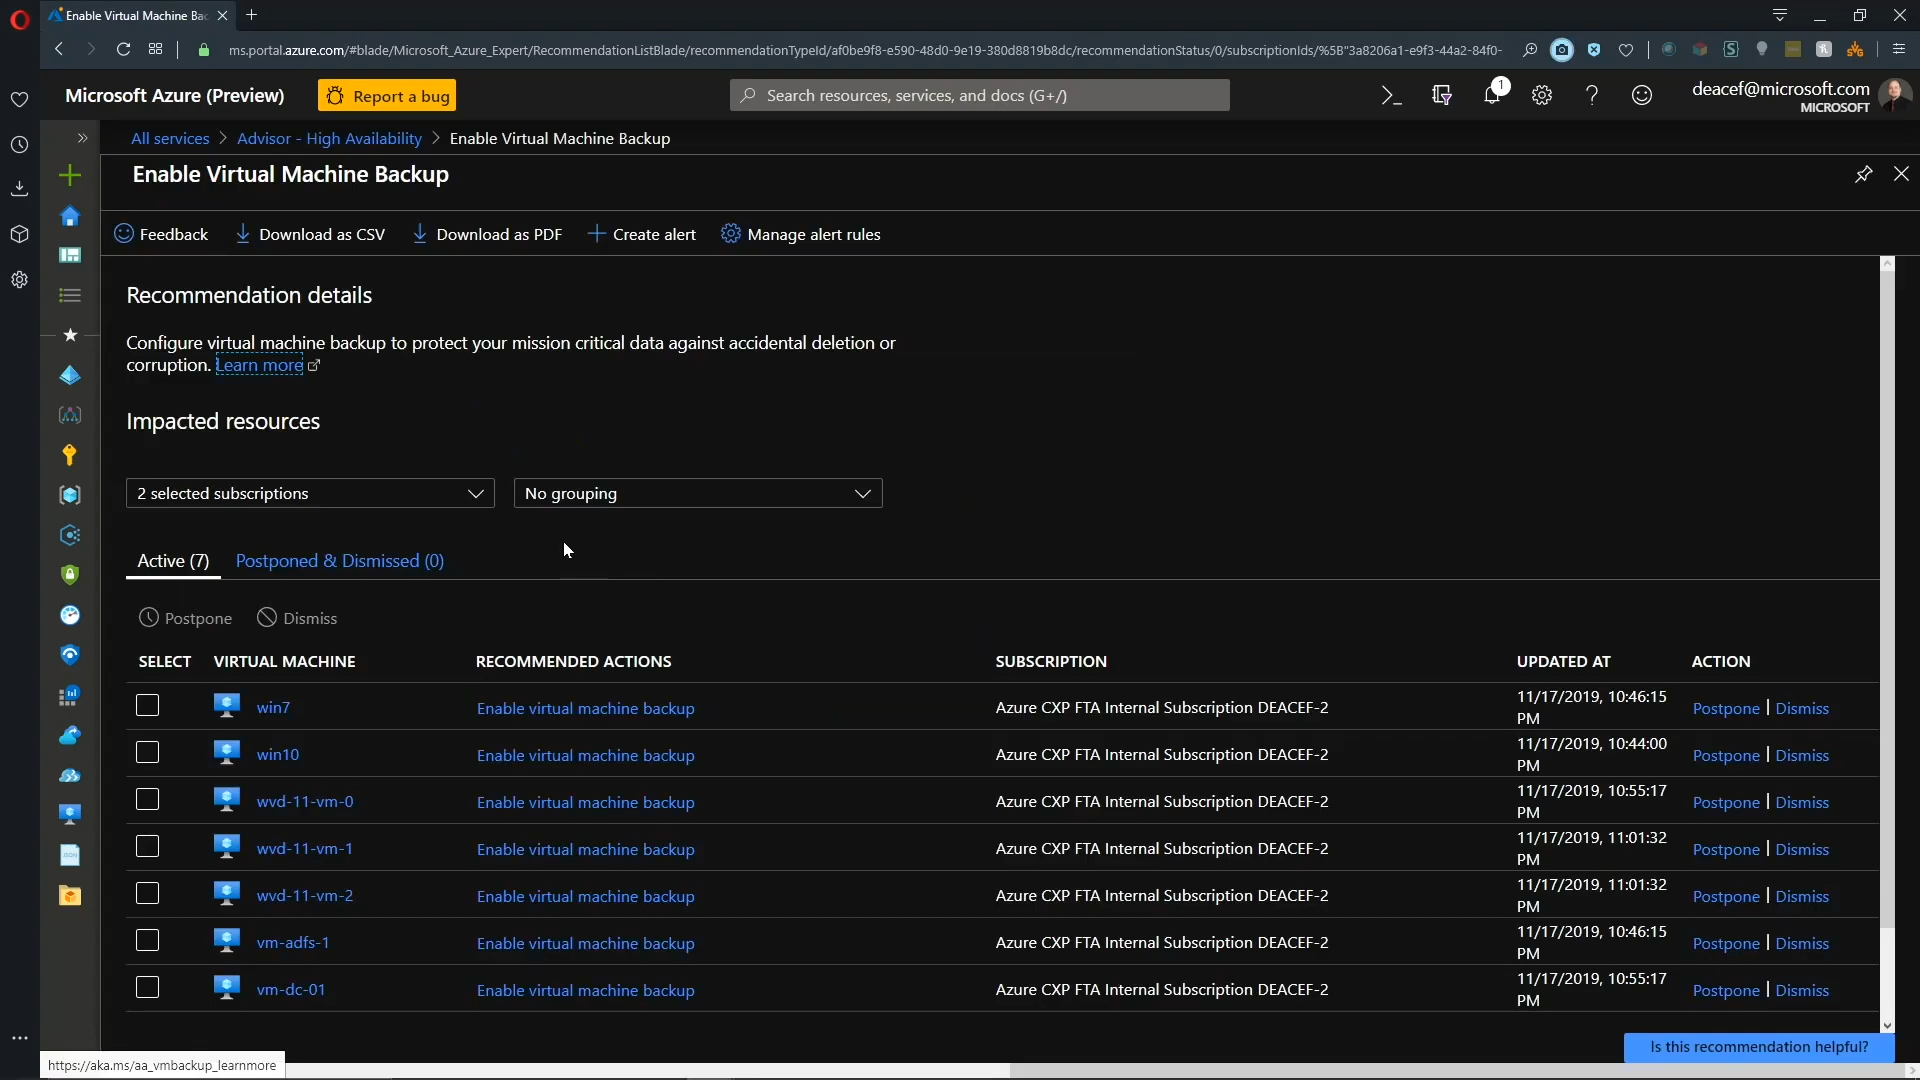 Enable Virtual Machine Bac
ms.portal.azure.com/#blade/Microsoft_Azure_Expert/RecommendationListBlade/recommendationTypeId/af0be9f8-e590-48d0-9e19-380d8819b8dc/recommendationStatus/0/subscriptionIds/%5B"3a8206a1-e9f3-44a2-84f0-
Microsoft Azure (Preview)
Report a bug
Search resources, services, and docs (G+/)
1
deacef@microsoft.com
MICROSOFT
All services > Advisor - High Availability > Enable Virtual Machine Backup
Enable Virtual Machine Backup
Feedback Download as CSV Download as PDF Create alert Manage alert rules
Recommendation details
Configure virtual machine backup to protect your mission critical data against accidental deletion or
corruption. Learn more
Impacted resources
2 selected subscriptions No grouping
Active (7) Postponed & Dismissed (0)
Postpone Dismiss
SELECT VIRTUAL MACHINE RECOMMENDED ACTIONS SUBSCRIPTION UPDATED AT ACTION
win7 Enable virtual machine backup Azure CXP FTA Internal Subscription DEACEF-2 11/17/2019, 10:46:15 PM Postpone | Dismiss
win10 Enable virtual machine backup Azure CXP FTA Internal Subscription DEACEF-2 11/17/2019, 10:44:00 PM Postpone | Dismiss
wvd-11-vm-0 Enable virtual machine backup Azure CXP FTA Internal Subscription DEACEF-2 11/17/2019, 10:55:17 PM Postpone | Dismiss
wvd-11-vm-1 Enable virtual machine backup Azure CXP FTA Internal Subscription DEACEF-2 11/17/2019, 11:01:32 PM Postpone | Dismiss
wvd-11-vm-2 Enable virtual machine backup Azure CXP FTA Internal Subscription DEACEF-2 11/17/2019, 11:01:32 PM Postpone | Dismiss
vm-adfs-1 Enable virtual machine backup Azure CXP FTA Internal Subscription DEACEF-2 11/17/2019, 10:46:15 PM Postpone | Dismiss
vm-dc-01 Enable virtual machine backup Azure CXP FTA Internal Subscription DEACEF-2 11/17/2019, 10:55:17 PM Postpone | Dismiss
Is this recommendation helpful?
https://aka.ms/aa_vmbackup_learnmore